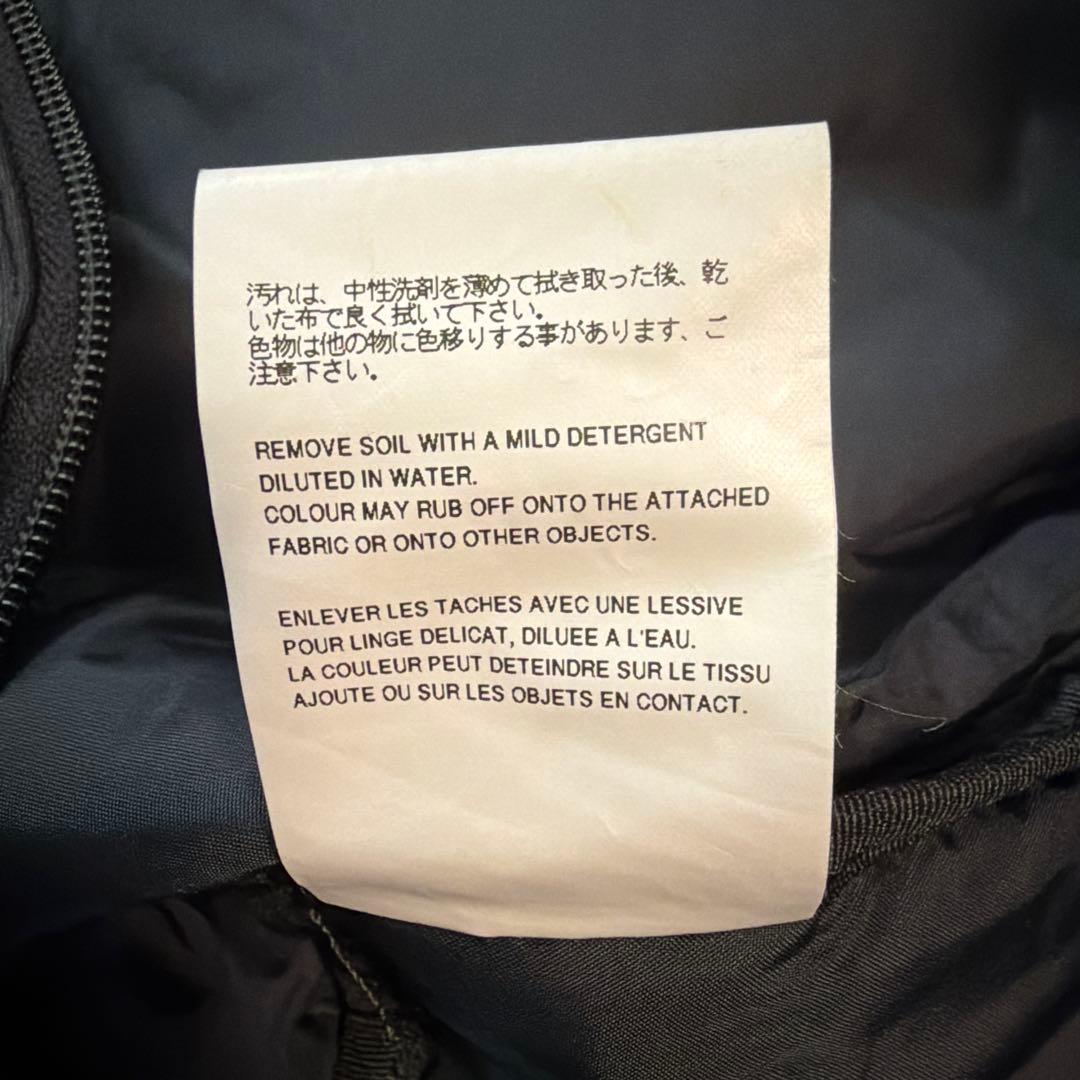 汚れは、中性洗剤を薄めて拭き取った後、乾
いた布で良く拭いて下さい。
色物は他の物に色移りする事があります、ご
注意下さい。
REMOVE SOIL WITH A MILD DETERGENT
DILUTED IN WATER.
COLOUR MAY RUB OFF ONTO THE ATTACHED
FABRIC OR ONTO OTHER OBJECTS.
ENLEVER LES TACHES AVEC UNE LESSIVE
POUR LINGE DELICAT, DILUEE A L'EAU.
LA COULEUR PEUT DETEINDRE SUR LE TISSU
AJOUTE OU SUR LES OBJETS EN CONTACT.